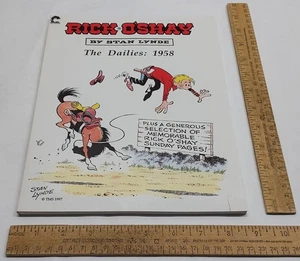 RICK O'SHAY
BY STAN LYNDE
The Dailies: 1958
PLUS A GENEROUS
SELECTION OF
MEMORABLE
RICK O'SHAY
SUNDAY PAGES!
STAN
LYNDE